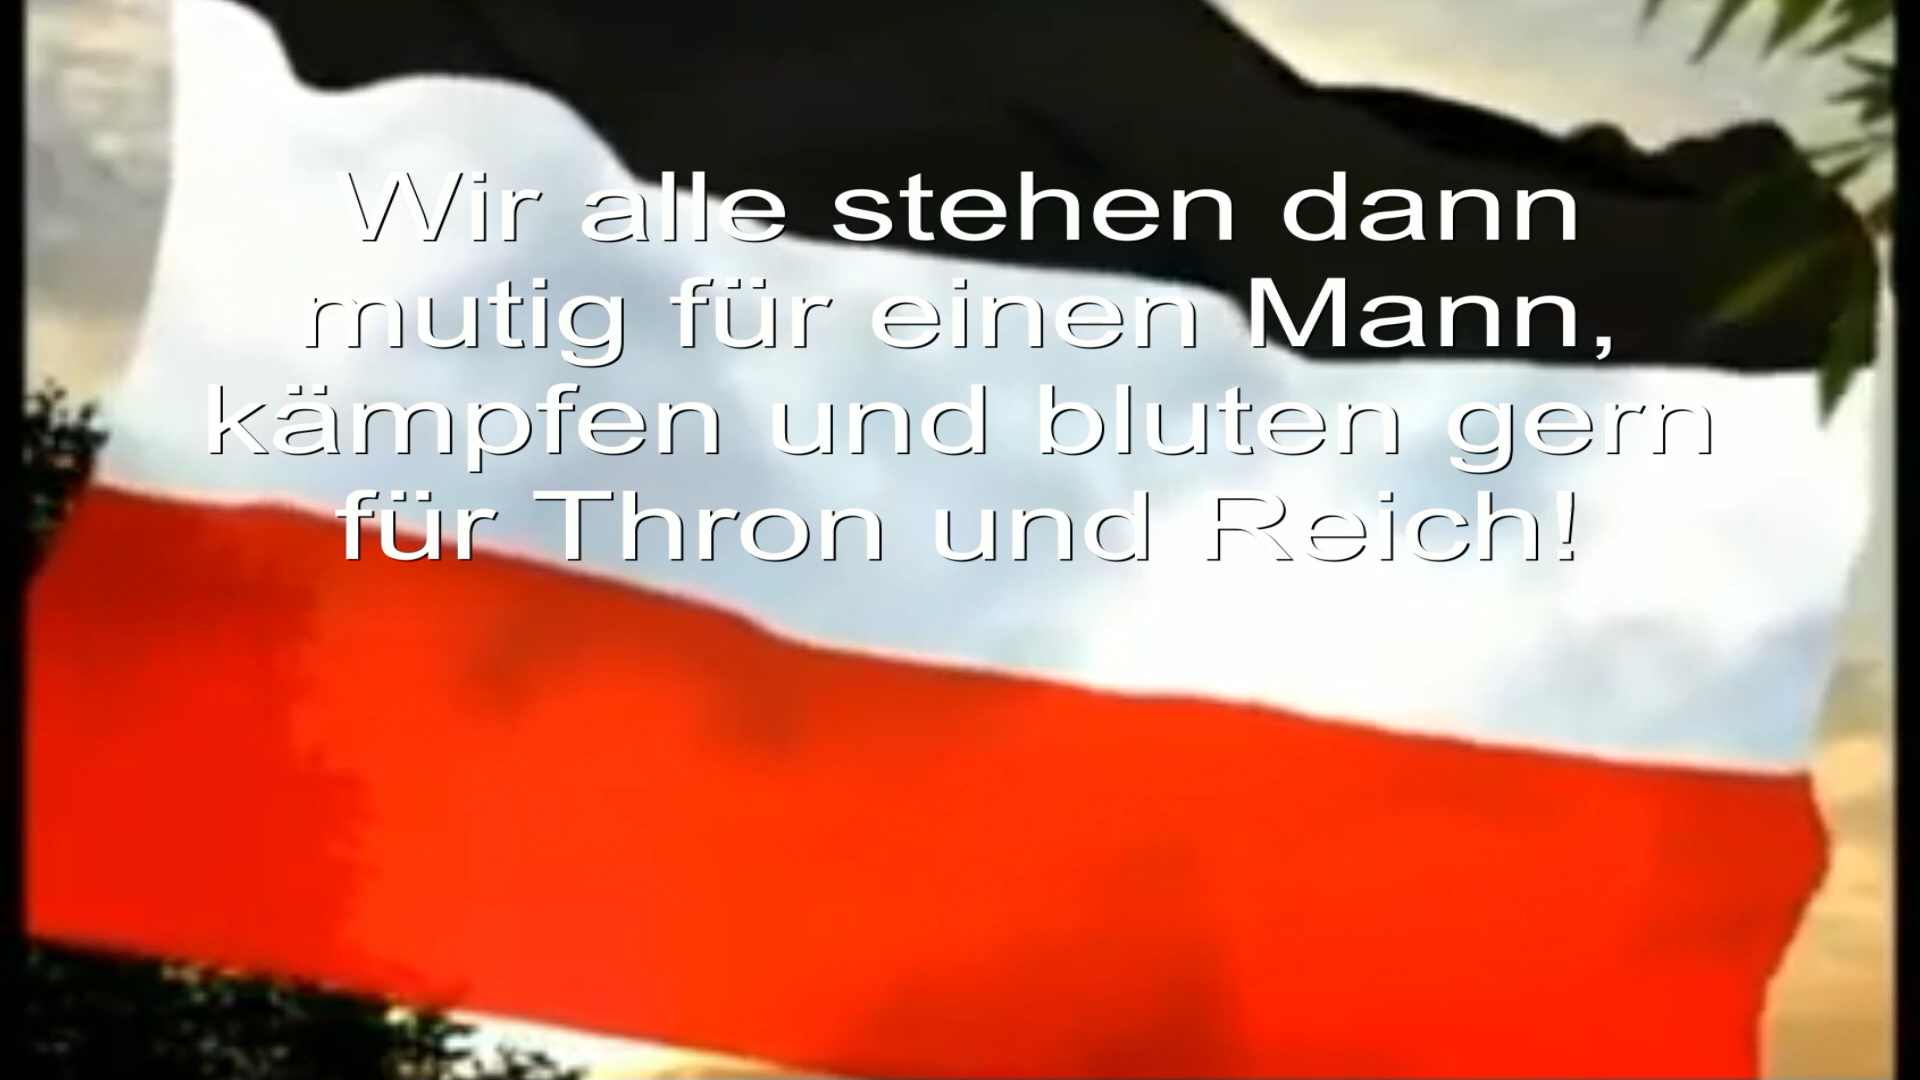 Wir alle stehen dann
mutig für einen Mann,
kämpfen und bluten gern
für Thron und Reich!